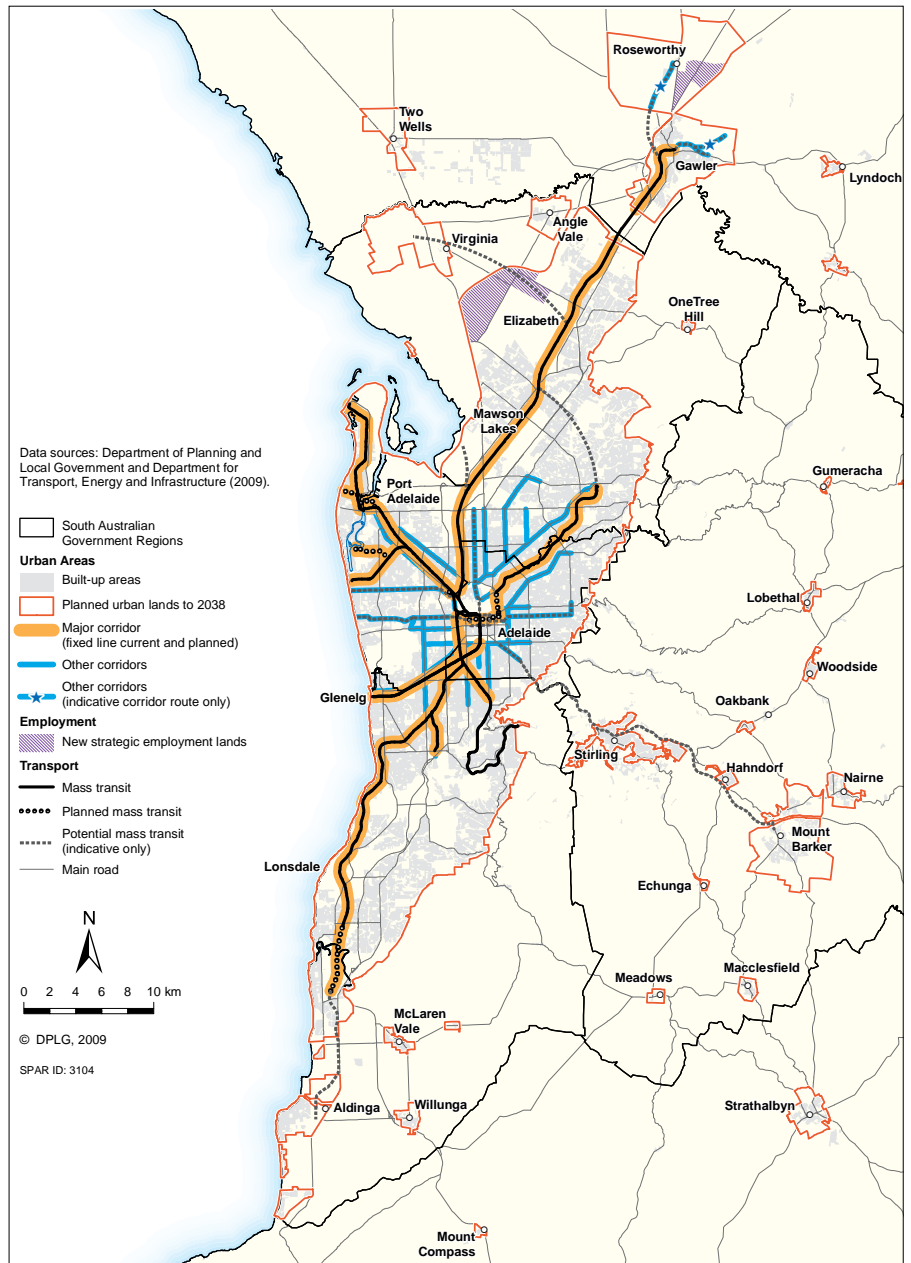 Roseworthy
Two
Wells
Gawler
Lyndoch
Angle
Vale
Virginia
OneTree
Hill
Elizabeth
Mawson
Lakes
Data sources: Department of Planning and
Local Government and Department for
Transport, Energy and Infrastructure (2009).
Port
Adelaide
Gumeracha
South Australian
Government Regions
Urban Areas
Built-up areas
Planned urban lands to 2038
Major corridor
(fixed line current and planned)
Other corridors
Other corridors
(indicative corridor route only)
Employment
New strategic employment lands
Transport
Mass transit
Planned mass transit
Potential mass transit
(indicative only)
Main road
Lobethal
Adelaide
Woodside
Glenelg
Oakbank
Stirling
Hahndorf
Nairne
Mount
Barker
Lonsdale
Echunga
N
0 2 4 6 8 10 km
Meadows
Macclesfield
McLaren
Vale
© DPLG, 2009
SPAR ID: 3104
Aldinga
Willunga
Strathalbyn
Mount
Compass